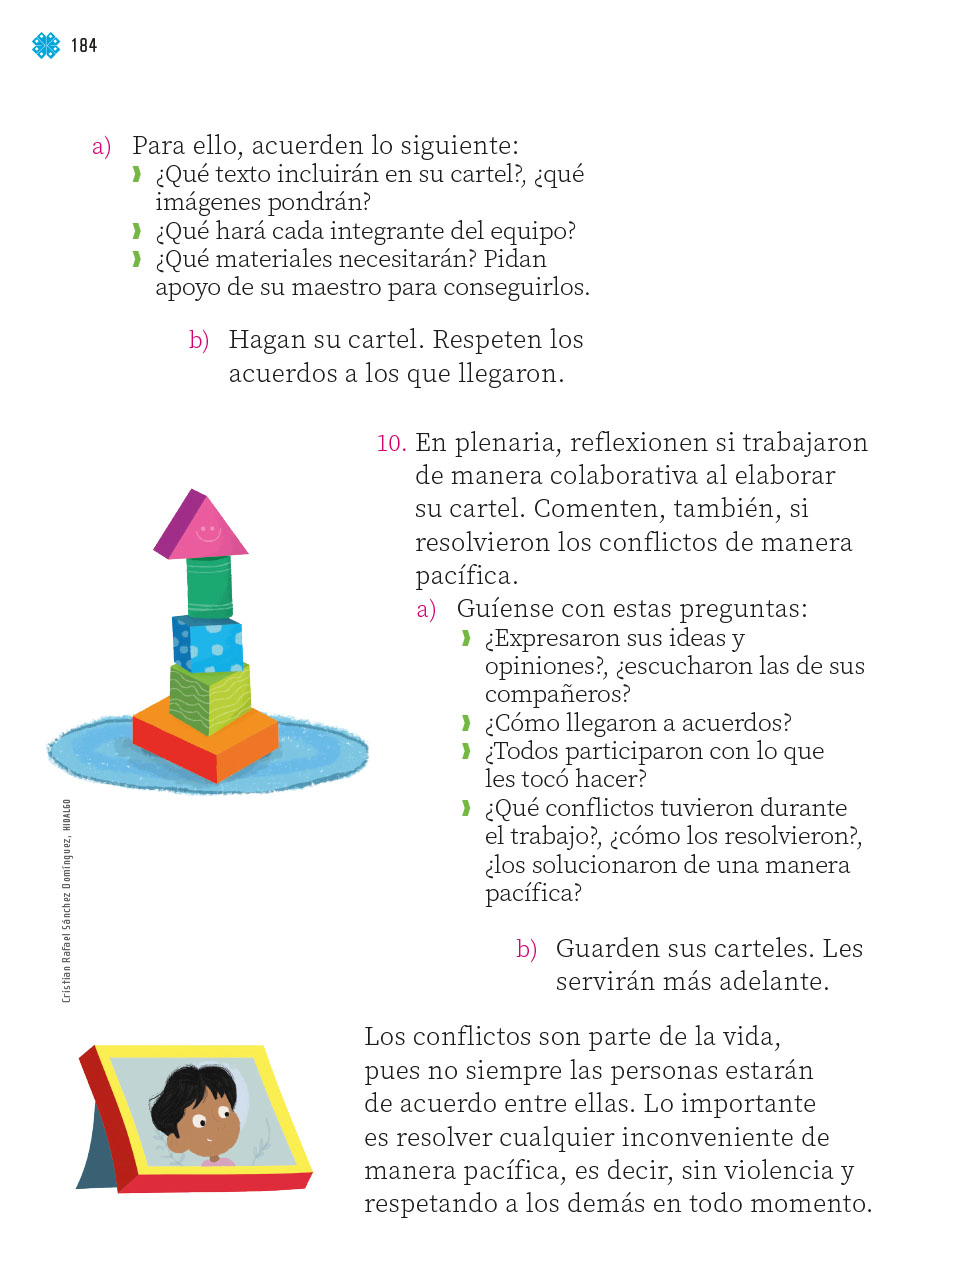 184
a) Para ello, acuerden lo siguiente:
¿Qué texto incluirán en su cartel?, ¿qué
imágenes pondrán?
¿Qué hará cada integrante del equipo?
¿Qué materiales necesitarán? Pidan
apoyo de su maestro para conseguirlos.
b) Hagan su cartel. Respeten los
acuerdos a los que llegaron.
10. En plenaria, reflexionen si trabajaron
de manera colaborativa al elaborar
su cartel. Comenten, también, si
resolvieron los conflictos de manera
pacífica.
a) Guíense con estas preguntas:
¿Expresaron sus ideas y
opiniones?, ¿escucharon las de sus
compañeros?
¿Cómo llegaron a acuerdos?
¿Todos participaron con lo que
les tocó hacer?
¿Qué conflictos tuvieron durante
el trabajo?, ¿cómo los resolvieron?,
¿los solucionaron de una manera
pacífica?
b) Guarden sus carteles. Les
servirán más adelante.
Cristian Rafael Sánchez Domínguez, HIDALGO
Los conflictos son parte de la vida,
pues no siempre las personas estarán
de acuerdo entre ellas. Lo importante
es resolver cualquier inconveniente de
manera pacífica, es decir, sin violencia y
respetando a los demás en todo momento.